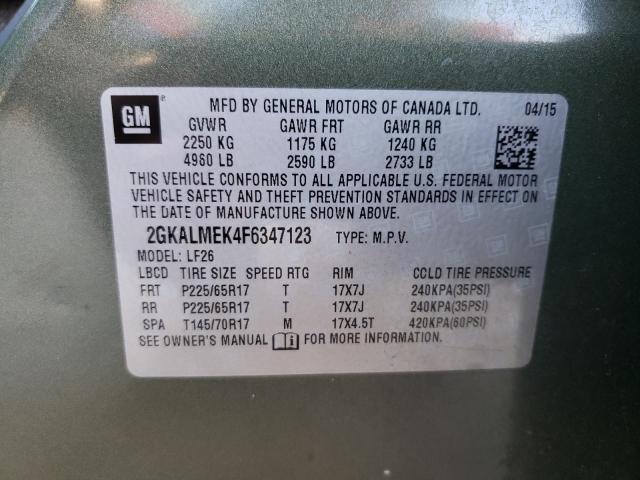 GM ® MFD BY GENERAL MOTORS OF CANADA LTD. 04/15
GVWR GAWR FRT GAWR RR
2250 KG 1175 KG 1240 KG
4960 LB 2590 LB 2733 LB
THIS VEHICLE CONFORMS TO ALL APPLICABLE U.S. FEDERAL MOTOR
VEHICLE SAFETY AND THEFT PREVENTION STANDARDS IN EFFECT ON
THE DATE OF MANUFACTURE SHOWN ABOVE.
2GKALMEK4F6347123 TYPE: M.P.V.
MODEL: LF26
LBCD TIRE SIZE SPEED RTG RIM COLD TIRE PRESSURE
FRT P225/65R17 T 17X7J 240KPA(35PSI)
RR P225/65R17 T 17X7J 240KPA(35PSI)
SPA T145/70R17 M 17X4.5T 420KPA(60PSI)
SEE OWNER'S MANUAL FOR MORE INFORMATION.